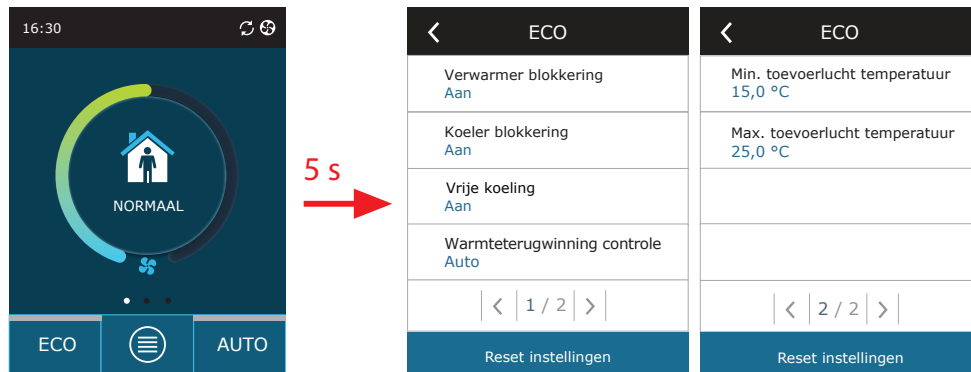 16:30
NORMAAL
ECO
AUTO
5 s
ECO
Verwarmer blokkering
Aan
Koeler blokkering
Aan
Vrije koeling
Aan
Warmteterugwinning controle
Auto
1 / 2
Reset instellingen
ECO
Min. toevoerlucht temperatuur
15,0 °C
Max. toevoerlucht temperatuur
25,0 °C
2 / 2
Reset instellingen